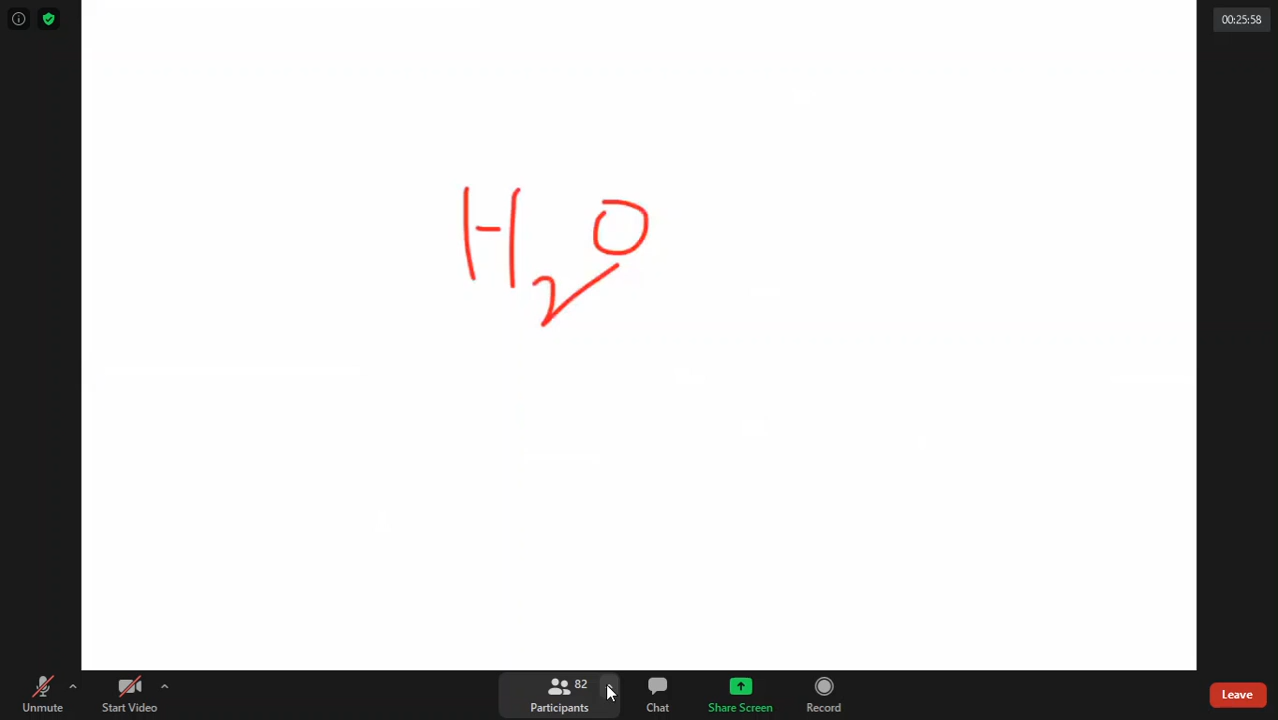 00:25:58
H₂O
Unmute
Start Video
82
Participants
Chat
Share Screen
Record
Leave